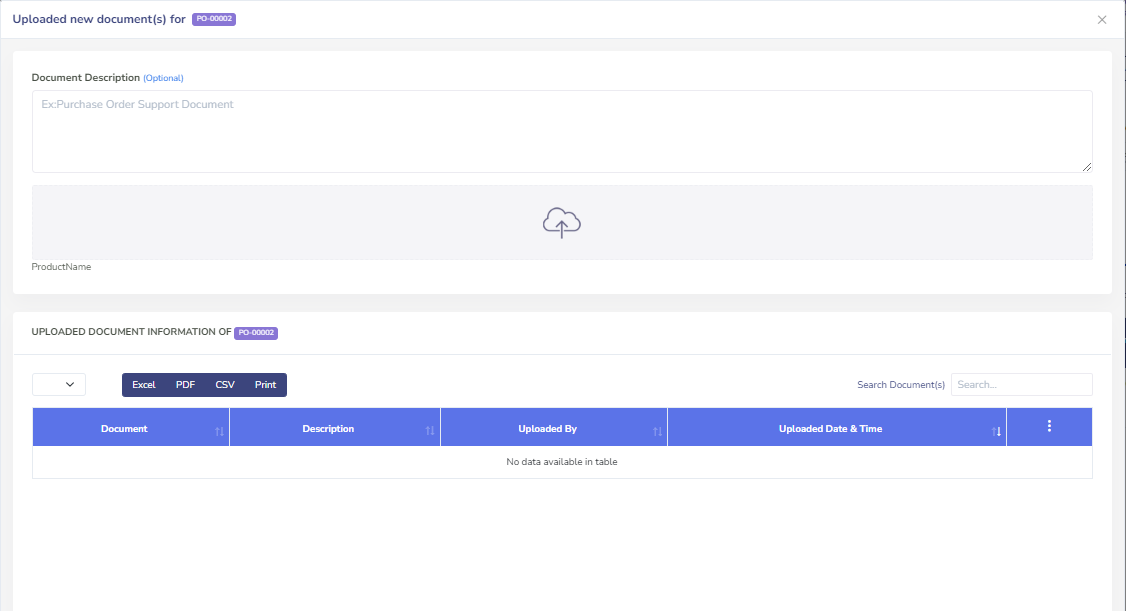 Uploaded new document(s) for PO-00002
Document Description (Optional)
Ex:Purchase Order Support Document
ProductName
UPLOADED DOCUMENT INFORMATION OF PO-00002
Excel PDF CSV Print Search Document(s) Search...
Document Description Uploaded By Uploaded Date & Time
No data available in table